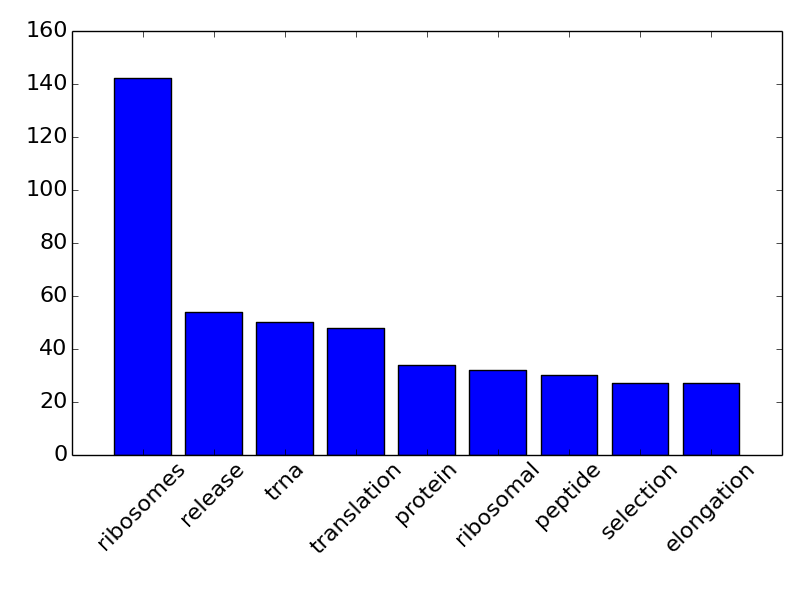 160
140
120
100
80
60
40
20
0
ribosomes
release
trna
translation
protein
ribosomal
peptide
selection
elongation